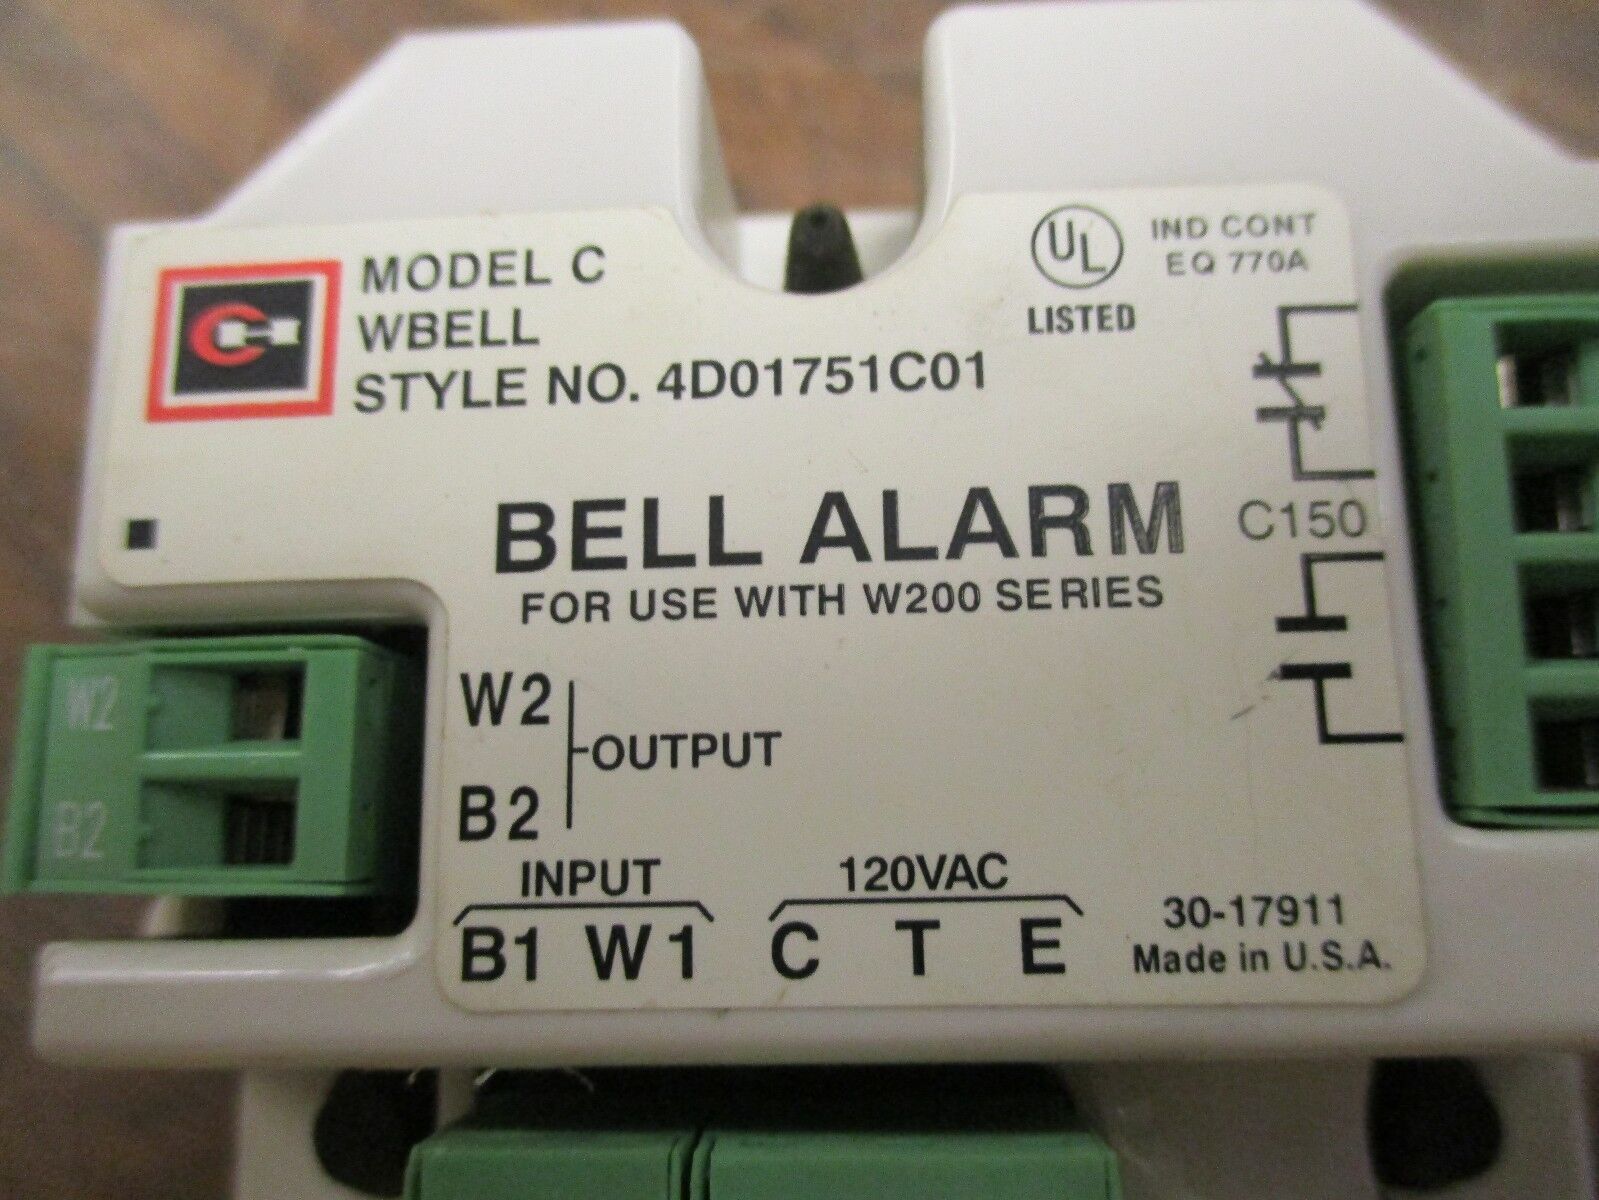 MODEL C
WBELL
STYLE NO. 4D01751C01
UL
LISTED
IND CONT
EQ 770A
BELL ALARM
FOR USE WITH W200 SERIES
C150
W2
B2
W2
B2
OUTPUT
INPUT
B1 W1
120VAC
C T E
30-17911
Made in U.S.A.